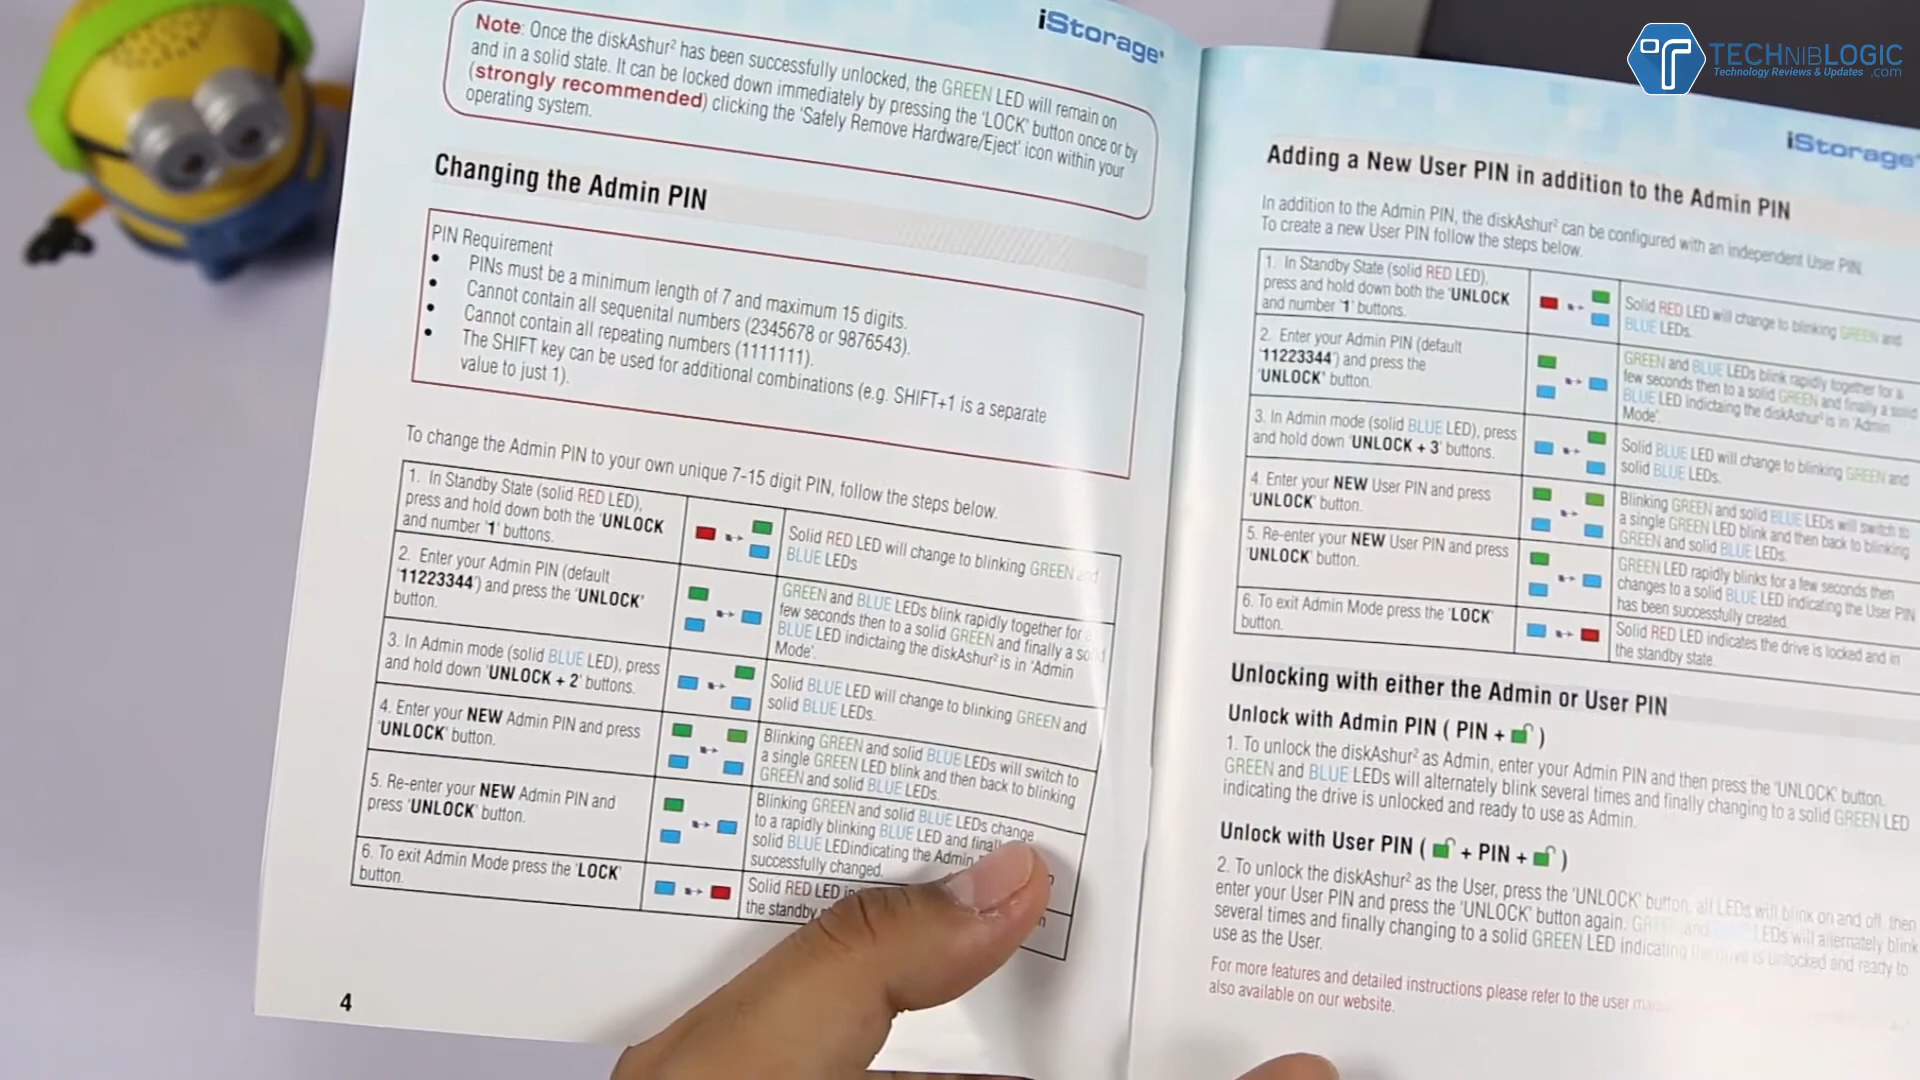 TECHNIBLOGIC
Technology Reviews & Updates .com
iStorage
Note: Once the diskAshur² has been successfully unlocked, the GREEN LED will remain on
and in a solid state. It can be locked down immediately by pressing the 'LOCK' button once or by
(strongly recommended) clicking the 'Safely Remove Hardware/Eject' icon within your
operating system.
Changing the Admin PIN
PIN Requirement
• PINs must be a minimum length of 7 and maximum 15 digits.
• Cannot contain all sequenital numbers (2345678 or 9876543).
• Cannot contain all repeating numbers (1111111).
• The SHIFT key can be used for additional combinations (e.g. SHIFT+1 is a separate
value to just 1).
To change the Admin PIN to your own unique 7-15 digit PIN, follow the steps below.
1. In Standby State (solid RED LED),
press and hold down both the 'UNLOCK
and number '1' buttons.
Solid RED LED will change to blinking GREEN and
BLUE LEDs
2. Enter your Admin PIN (default
'11223344') and press the 'UNLOCK'
button.
GREEN and BLUE LEDs blink rapidly together for a
few seconds then to a solid GREEN and finally a solid
BLUE LED indictaing the diskAshur² is in 'Admin
Mode'.
3. In Admin mode (solid BLUE LED), press
and hold down 'UNLOCK + 2' buttons.
Solid BLUE LED will change to blinking GREEN and
solid BLUE LEDs.
4. Enter your NEW Admin PIN and press
'UNLOCK' button.
Blinking GREEN and solid BLUE LEDs will switch to
a single GREEN LED blink and then back to blinking
GREEN and solid BLUE LEDs.
5. Re-enter your NEW Admin PIN and
press 'UNLOCK' button.
Blinking GREEN and solid BLUE LEDs change
to a rapidly blinking BLUE LED and
solid BLUE LEDindicating the Admin
successfully changed.
6. To exit Admin Mode press the 'LOCK'
button.
Solid RED LED
the standby
4
iStorage
Adding a New User PIN in addition to the Admin PIN
In addition to the Admin PIN, the diskAshur² can be configured with an independent User PIN.
To create a new User PIN follow the steps below.
1. In Standby State (solid RED LED),
press and hold down both the 'UNLOCK
and number '1' buttons.
Solid RED LED will change to blinking GREEN and
BLUE LEDs.
2. Enter your Admin PIN (default
'11223344') and press the
'UNLOCK' button.
GREEN and BLUE LEDs blink rapidly together for a
few seconds then to a solid GREEN and finally a solid
BLUE LED indictaing the diskAshur² is in 'Admin
Mode'.
3. In Admin mode (solid BLUE LED), press
and hold down 'UNLOCK + 3' buttons.
Solid BLUE LED will change to blinking GREEN and
solid BLUE LEDs.
4. Enter your NEW User PIN and press
'UNLOCK' button.
Blinking GREEN and solid BLUE LEDs will switch to
a single GREEN LED blink and then back to blinking
GREEN and solid BLUE LEDs.
5. Re-enter your NEW User PIN and press
'UNLOCK' button.
GREEN LED rapidly blinks for a few seconds then
changes to a solid BLUE LED indicating the User PIN
has been successfully created.
6. To exit Admin Mode press the 'LOCK'
button.
Solid RED LED indicates the drive is locked and in
the standby state.
Unlocking with either the Admin or User PIN
Unlock with Admin PIN ( PIN + )
1. To unlock the diskAshur² as Admin, enter your Admin PIN and then press the 'UNLOCK' button.
GREEN and BLUE LEDs will alternately blink several times and finally changing to a solid GREEN LED
indicating the drive is unlocked and ready to use as Admin.
Unlock with User PIN ( + PIN + )
2. To unlock the diskAshur² as the User, press the 'UNLOCK' button, all LEDs will blink on and off, then
enter your User PIN and press the 'UNLOCK' button again. GREEN and LEDs will alternately blink
several times and finally changing to a solid GREEN LED indicating the drive is unlocked and ready to
use as the User.
For more features and detailed instructions please refer to the user
also available on our website.